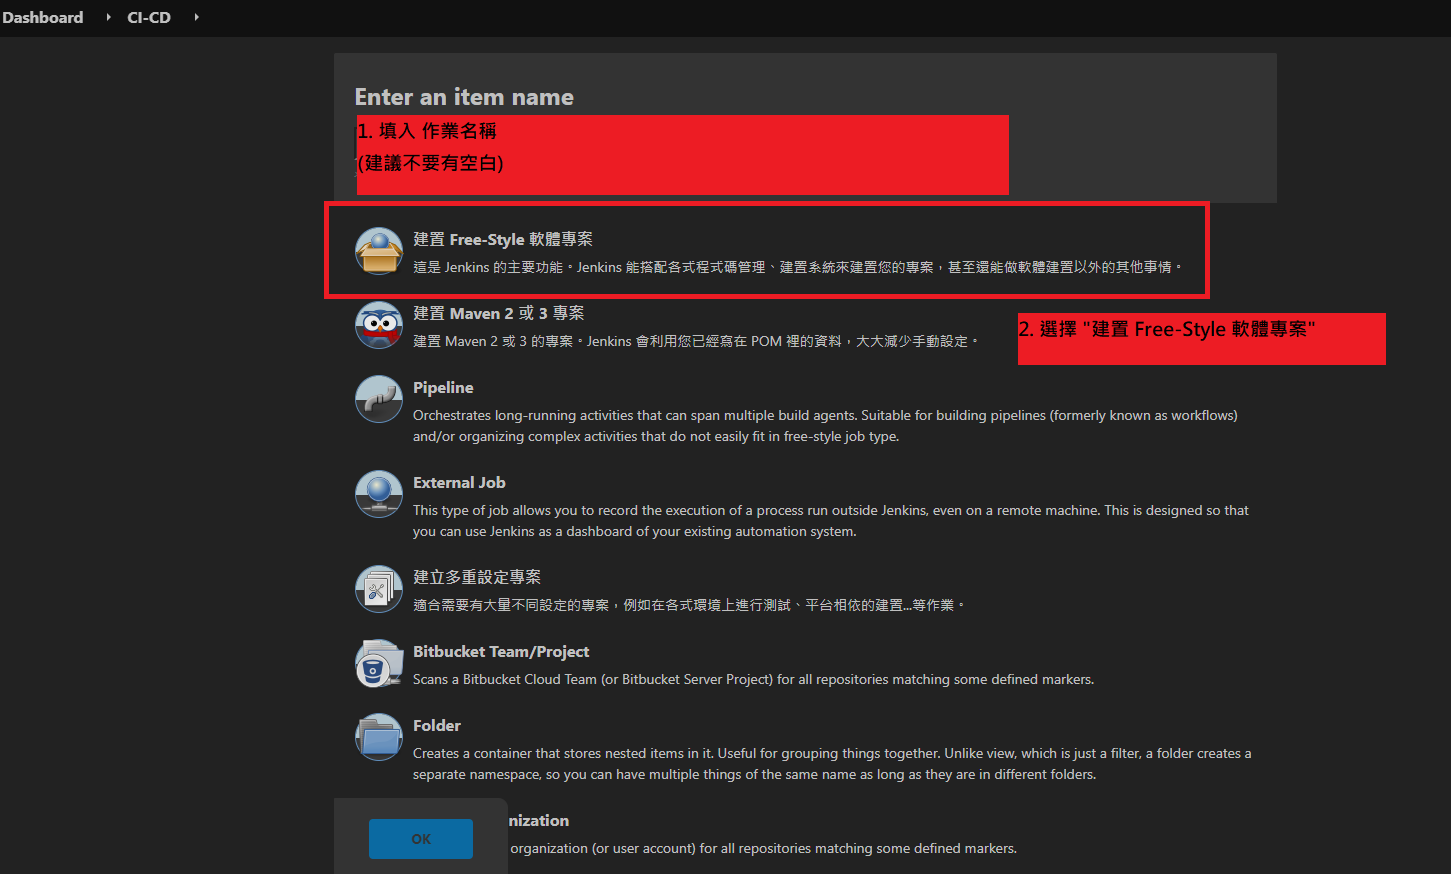 Dashboard CI-CD
Enter an item name
1. 填入 作業名稱
(建議不要有空白)
建置 Free-Style 軟體專案
這是 Jenkins 的主要功能。Jenkins 能搭配各式程式碼管理、建置系統來建置您的專案，甚至還能做軟體建置以外的其他事情。
建置 Maven 2 或 3 專案
建置 Maven 2 或 3 的專案。Jenkins 會利用您已經寫在 POM 裡的資料，大大減少手動設定。
2. 選擇 "建置 Free-Style 軟體專案"
Pipeline
Orchestrates long-running activities that can span multiple build agents. Suitable for building pipelines (formerly known as workflows)
and/or organizing complex activities that do not easily fit in free-style job type.
External Job
This type of job allows you to record the execution of a process run outside Jenkins, even on a remote machine. This is designed so that
you can use Jenkins as a dashboard of your existing automation system.
建立多重設定專案
適合需要有大量不同設定的專案，例如在各式環境上進行測試、平台相依的建置...等作業。
Bitbucket Team/Project
Scans a Bitbucket Cloud Team (or Bitbucket Server Project) for all repositories matching some defined markers.
Folder
Creates a container that stores nested items in it. Useful for grouping things together. Unlike view, which is just a filter, a folder creates a
separate namespace, so you can have multiple things of the same name as long as they are in different folders.
nization
OK
organization (or user account) for all repositories matching some defined markers.